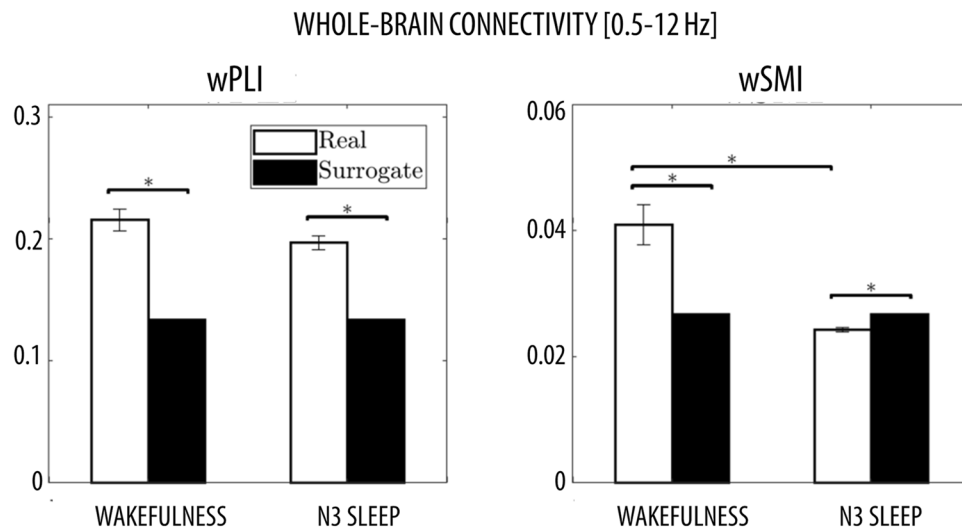 WHOLE-BRAIN CONNECTIVITY [0.5-12 Hz]
wPLI
0.3
0.2
0.1
0
Real
Surrogate
*
*
WAKEFULNESS
N3 SLEEP
wSMI
0.06
0.04
0.02
0
*
*
*
WAKEFULNESS
N3 SLEEP